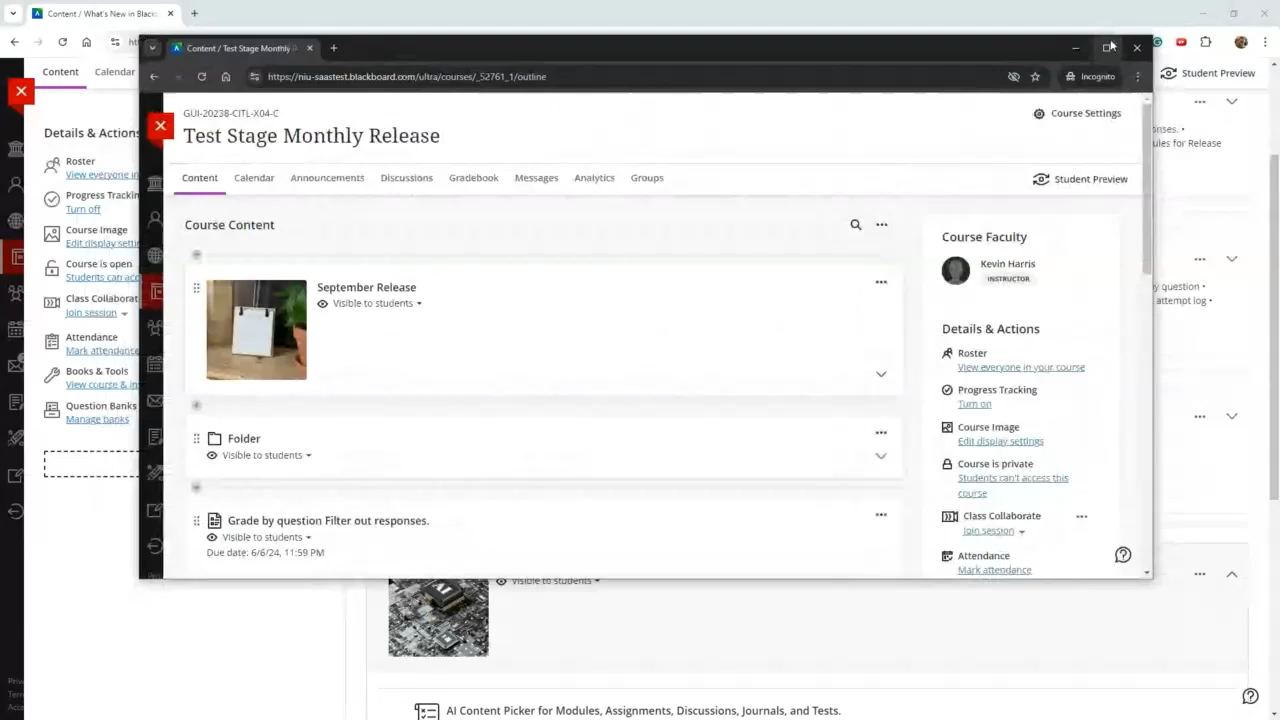 Content / What's New in Blackb
Content / Test Stage Monthly
https://niu-saastest.blackboard.com/ultra/courses/_52761_1/outline
Incognito
Content
Calendar
Student Preview
GUI-20238-CITL-X04-C
Test Stage Monthly Release
Course Settings
Content
Calendar
Announcements
Discussions
Gradebook
Messages
Analytics
Groups
Student Preview
Details & Actions
Roster
View everyone in
Progress Trackin
Turn off
Course Image
Edit display settin
Course is open
Students can acc
Class Collaborat
Join session
Attendance
Mark attendance
Books & Tools
View course & in
Question Banks
Manage banks
Course Content
September Release
Visible to students
Folder
Visible to students
Grade by question Filter out responses.
Visible to students
Due date: 6/6/24, 11:59 PM
Course Faculty
Kevin Harris
INSTRUCTOR
Details & Actions
Roster
View everyone in your course
Progress Tracking
Turn on
Course Image
Edit display settings
Course is private
Students can't access this
course
Class Collaborate
Join session
Attendance
Mark attendance
onses. •
ules for Release
by question •
attempt log •
Visible to students
AI
AI Content Picker for Modules, Assignments, Discussions, Journals, and Tests.
Priv
Term
Acce